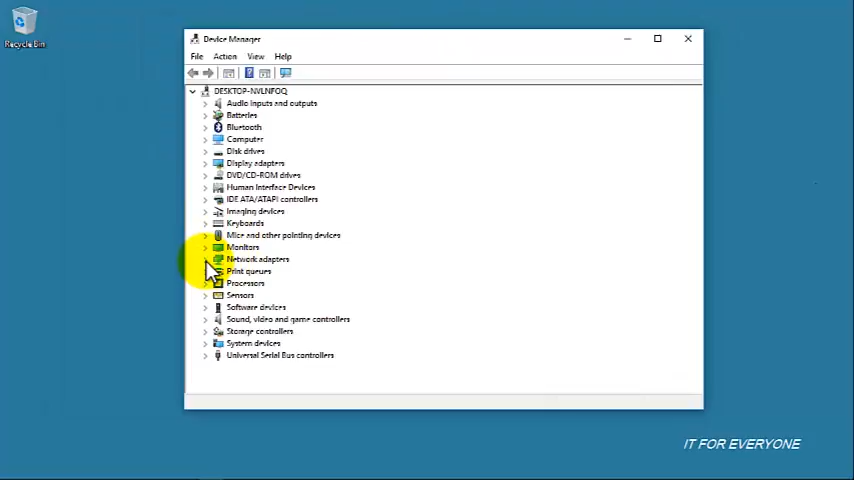 Recycle Bin
Device Manager
File Action View Help
DESKTOP-NVLNFOQ
Audio inputs and outputs
Batteries
Bluetooth
Computer
Disk drives
Display adapters
DVD/CD-ROM drives
Human Interface Devices
IDE ATA/ATAPI controllers
Imaging devices
Keyboards
Mice and other pointing devices
Monitors
Network adapters
Print queues
Processors
Sensors
Software devices
Sound, video and game controllers
Storage controllers
System devices
Universal Serial Bus controllers
IT FOR EVERYONE